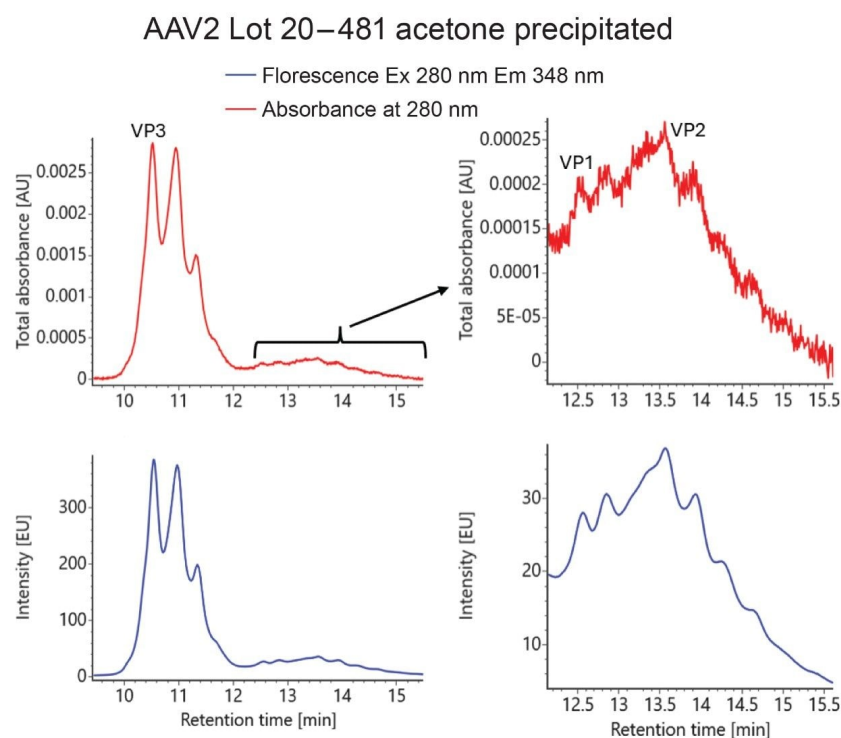 AAV2 Lot 20–481 acetone precipitated
Florescence Ex 280 nm Em 348 nm
Absorbance at 280 nm
VP3
Total absorbance [AU]
0.0025
0.002
0.0015
0.001
0.0005
0
10 11 12 13 14 15
VP1
VP2
Total absorbance [AU]
0.00025
0.0002
0.00015
0.0001
5E-05
0
12.5 13 13.5 14 14.5 15 15.5
Intensity [EU]
300
200
100
0
10 11 12 13 14 15
Retention time [min]
Intensity [EU]
30
20
10
12.5 13 13.5 14 14.5 15 15.5
Retention time [min]